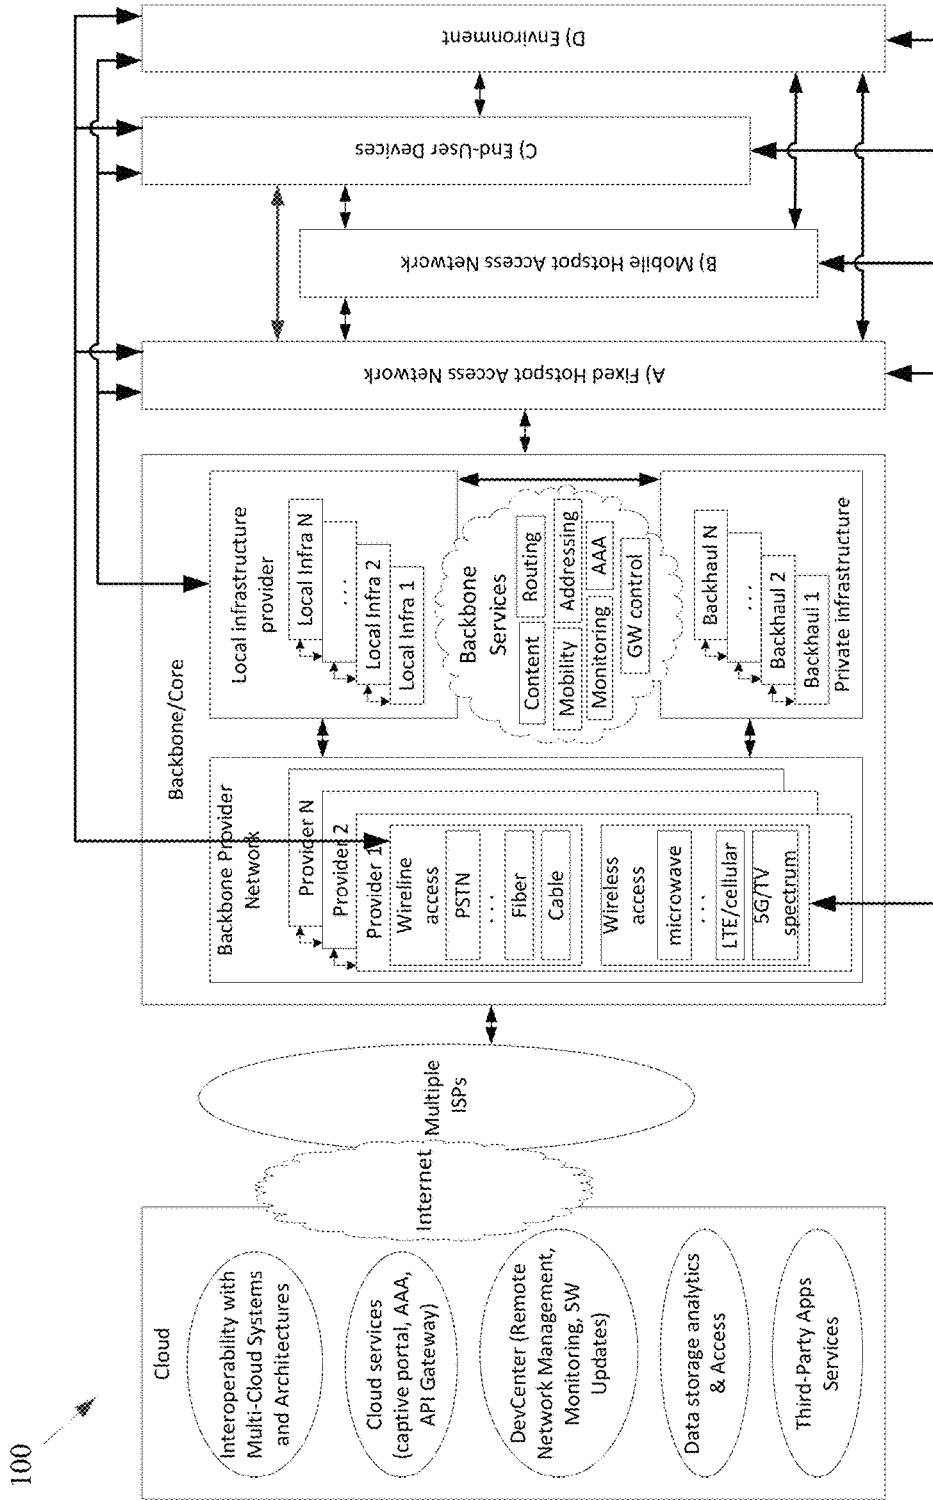 100
Cloud
Interoperability with
Multi-Cloud Systems
and Architectures
Cloud services
(captive portal, AAA,
API Gateway)
DevCenter (Remote
Network Management,
Monitoring, SW
Updates)
Data storage analytics
& Access
Third-Party Apps
Services
Internet
Multiple
ISPs
Backbone/Core
Backbone Provider
Network
Provider N
Provider 2
Provider 1
Wireline
access
PSTN
...
Fiber
Cable
Wireless
access
microwave
...
LTE/cellular
5G/TV
spectrum
Local infrastructure
provider
Local Infra N
...
Local Infra 2
Local Infra 1
Backbone
Services
Content
Routing
Mobility
Addressing
Monitoring
AAA
GW control
Backhaul N
...
Backhaul 2
Backhaul 1
Private infrastructure
A) Fixed Hotspot Access Network
B) Mobile Hotspot Access Network
C) End-User Devices
D) Environment